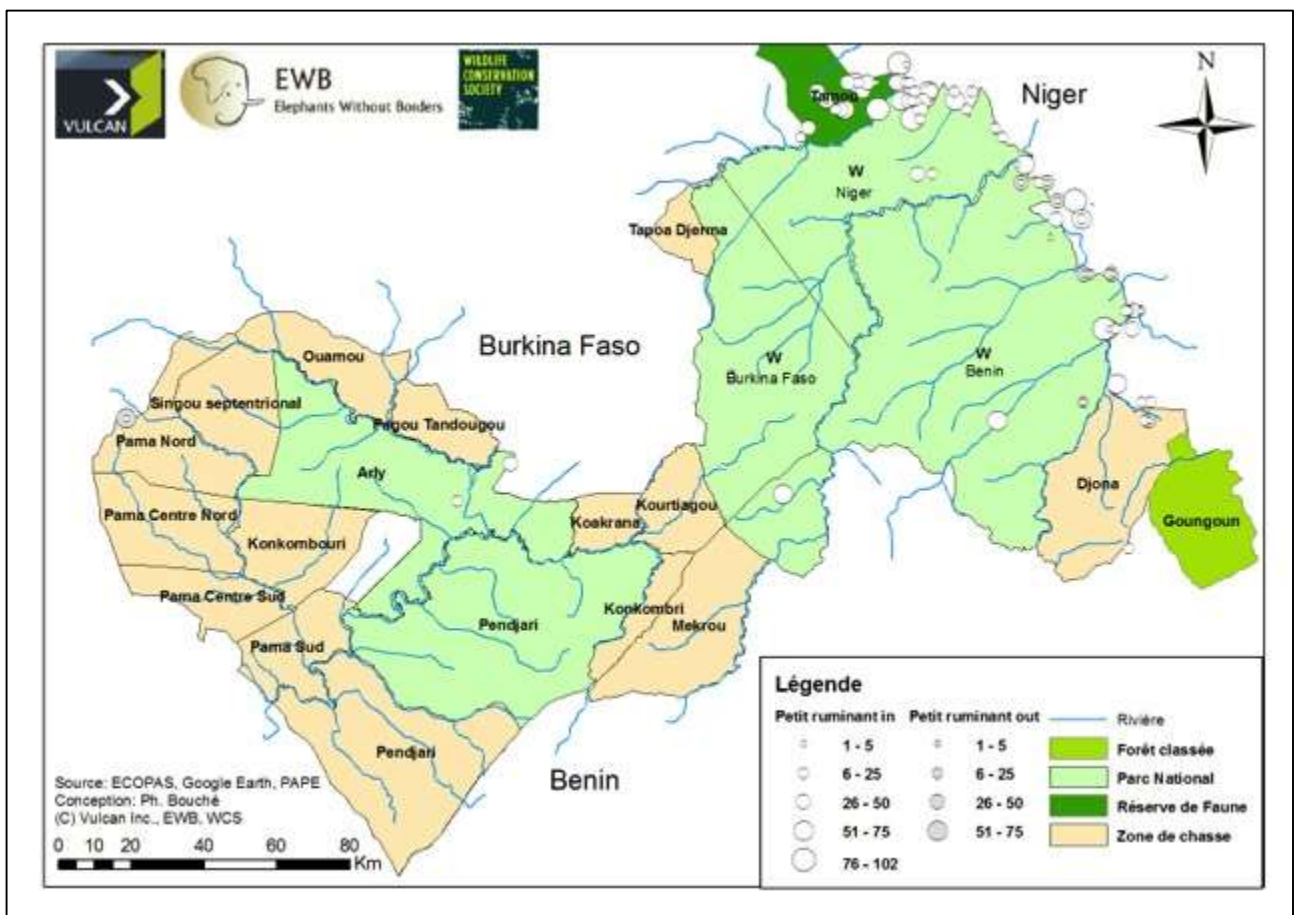 VULCAN
EWB
Elephants Without Borders
WILDLIFE
CONSERVATION
SOCIETY
N
Niger
Tamou
W
Niger
Tapoa Djerma
Burkina Faso
W
Burkina Faso
W
Benin
Ouamou
Singou septentrional
Pagou Tandougou
Pama Nord
Arly
Pama Centre Nord
Konkombouri
Koakrana
Kourtiagou
Djona
Goungoun
Pama Centre Sud
Pama Sud
Pendjari
Konkombri
Mekrou
Pendjari
Benin
Source: ECOPAS, Google Earth, PAPE
Conception: Ph. Bouché
(C) Vulcan Inc., EWB, WCS
0 10 20 40 60 80
Km
Légende
Petit ruminant in Petit ruminant out Rivière
1 - 5 1 - 5 Forêt classée
6 - 25 6 - 25 Parc National
26 - 50 26 - 50 Réserve de Faune
51 - 75 51 - 75 Zone de chasse
76 - 102